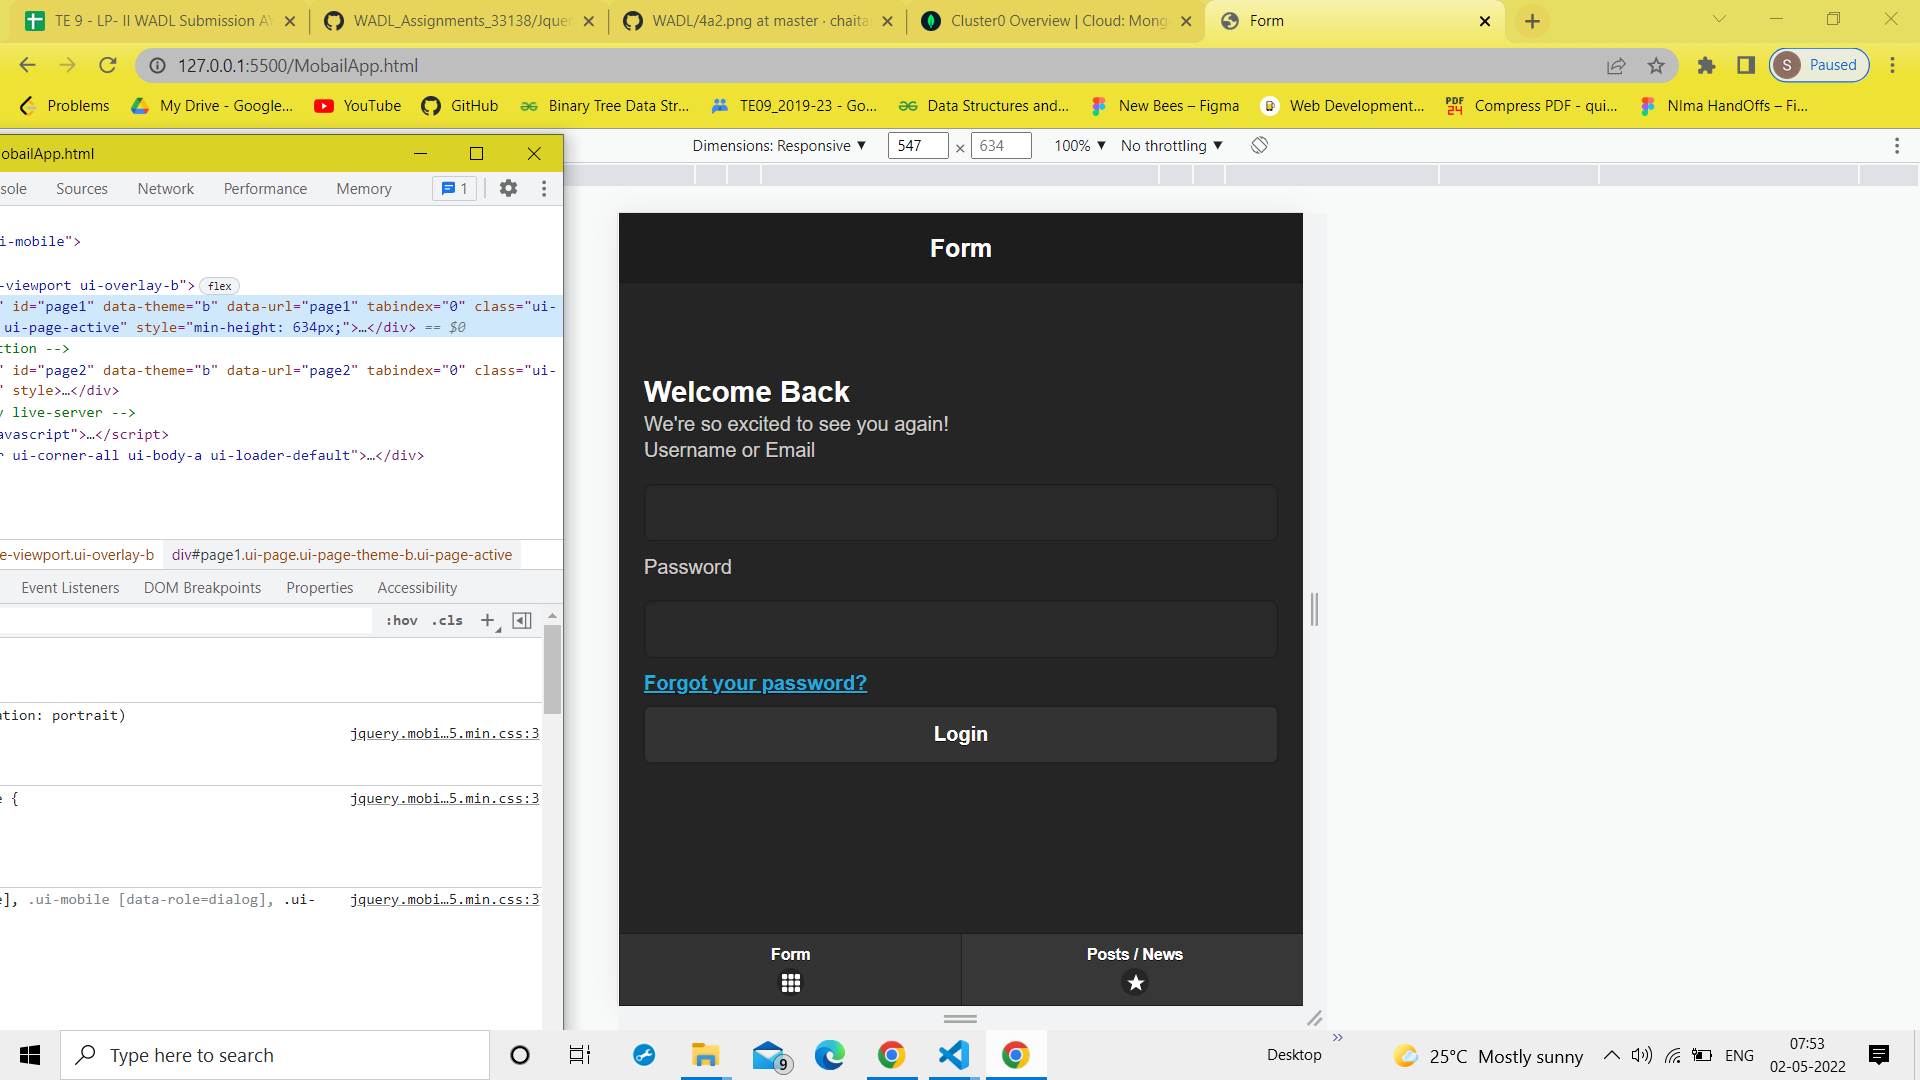 TE 9 - LP- II WADL Submission AY
WADL_Assignments_33138/Jquer
WADL/4a2.png at master · chaita
Cluster0 Overview | Cloud: Mong
Form
127.0.0.1:5500/MobailApp.html
S Paused
Problems
My Drive - Google...
YouTube
GitHub
Binary Tree Data Str...
TE09_2019-23 - Go...
Data Structures and...
New Bees – Figma
Web Development...
PDF 24
Compress PDF - qui...
NIma HandOffs – Fi...
obailApp.html
Dimensions: Responsive ▼ 547 × 634 100% ▼ No throttling ▼
sole Sources Network Performance Memory 1
i-mobile">
-viewport ui-overlay-b"> flex
" id="page1" data-theme="b" data-url="page1" tabindex="0" class="ui-
ui-page-active" style="min-height: 634px;">…</div> == $0
ction -->
" id="page2" data-theme="b" data-url="page2" tabindex="0" class="ui-
" style>…</div>
y live-server -->
avascript">…</script>
r ui-corner-all ui-body-a ui-loader-default">…</div>
e-viewport.ui-overlay-b div#page1.ui-page.ui-page-theme-b.ui-page-active
Event Listeners DOM Breakpoints Properties Accessibility
:hov .cls +
ation: portrait)
jquery.mobi…5.min.css:3
e { jquery.mobi…5.min.css:3
e], .ui-mobile [data-role=dialog], .ui- jquery.mobi…5.min.css:3
Form
Welcome Back
We're so excited to see you again!
Username or Email
Password
Forgot your password?
Login
Form
Posts / News
Type here to search
9
Desktop
»
25°C Mostly sunny
ENG
07:53
02-05-2022